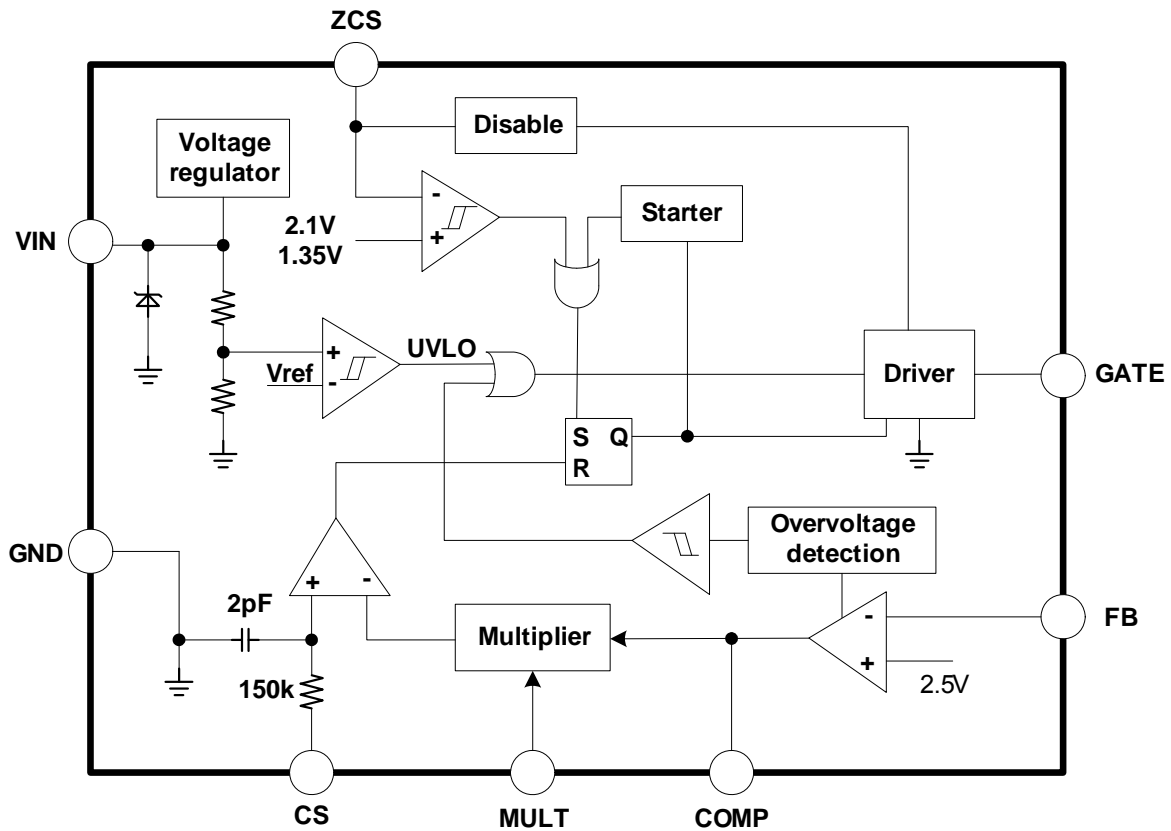 ZCS
Voltage
regulator
Disable
-
+
2.1V
1.35V
Starter
VIN
+
-
Vref
UVLO
Driver
GATE
S Q
R
GND
+ -
2pF
150k
Multiplier
Overvoltage
detection
-
+
FB
2.5V
CS
MULT
COMP